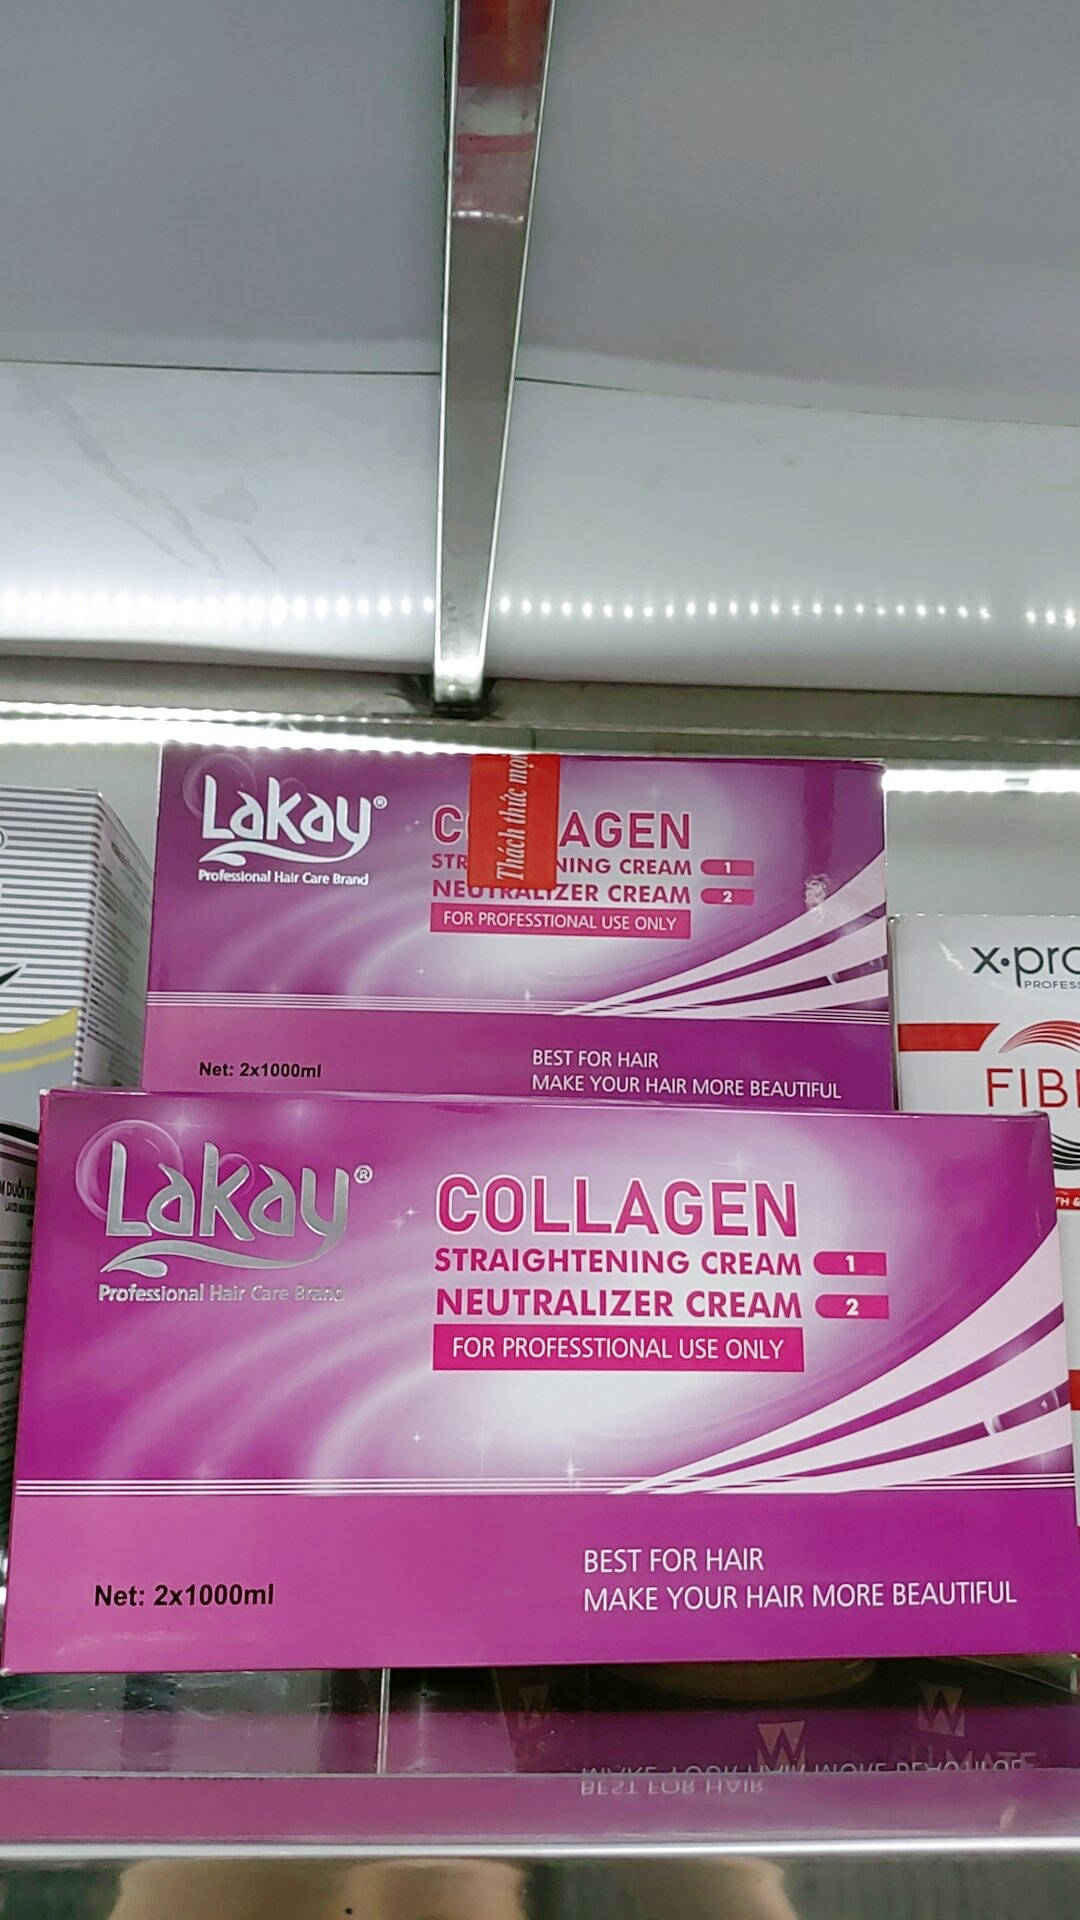 Lakay®
Professional Hair Care Brand
Thách thức mọi
C AGEN
STR NING CREAM 1
NEUTRALIZER CREAM 2
FOR PROFESSTIONAL USE ONLY
Net: 2x1000ml
BEST FOR HAIR
MAKE YOUR HAIR MORE BEAUTIFUL
x•pro
PROFESS
FIB
TH &
Lakay®
Professional Hair Care Brand
COLLAGEN
STRAIGHTENING CREAM 1
NEUTRALIZER CREAM 2
FOR PROFESSTIONAL USE ONLY
Net: 2x1000ml
BEST FOR HAIR
MAKE YOUR HAIR MORE BEAUTIFUL